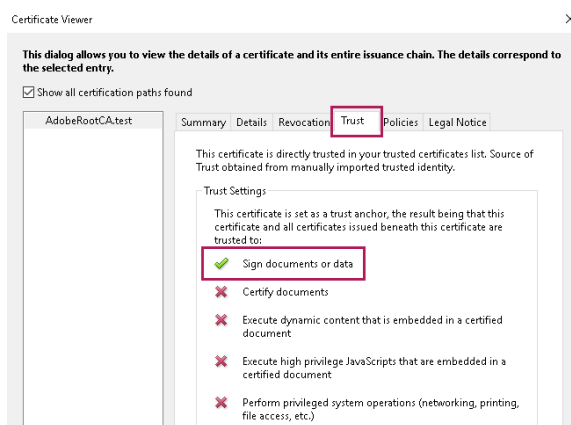 Certificate Viewer
This dialog allows you to view the details of a certificate and its entire issuance chain. The details correspond to
the selected entry.
Show all certification paths found
AdobeRootCA.test
Summary Details Revocation Trust Policies Legal Notice
This certificate is directly trusted in your trusted certificates list. Source of
Trust obtained from manually imported trusted identity.
Trust Settings
This certificate is set as a trust anchor, the result being that this
certificate and all certificates issued beneath this certificate are
trusted to:
Sign documents or data
Certify documents
Execute dynamic content that is embedded in a certified
document
Execute high privilege JavaScripts that are embedded in a
certified document
Perform privileged system operations (networking, printing,
file access, etc.)